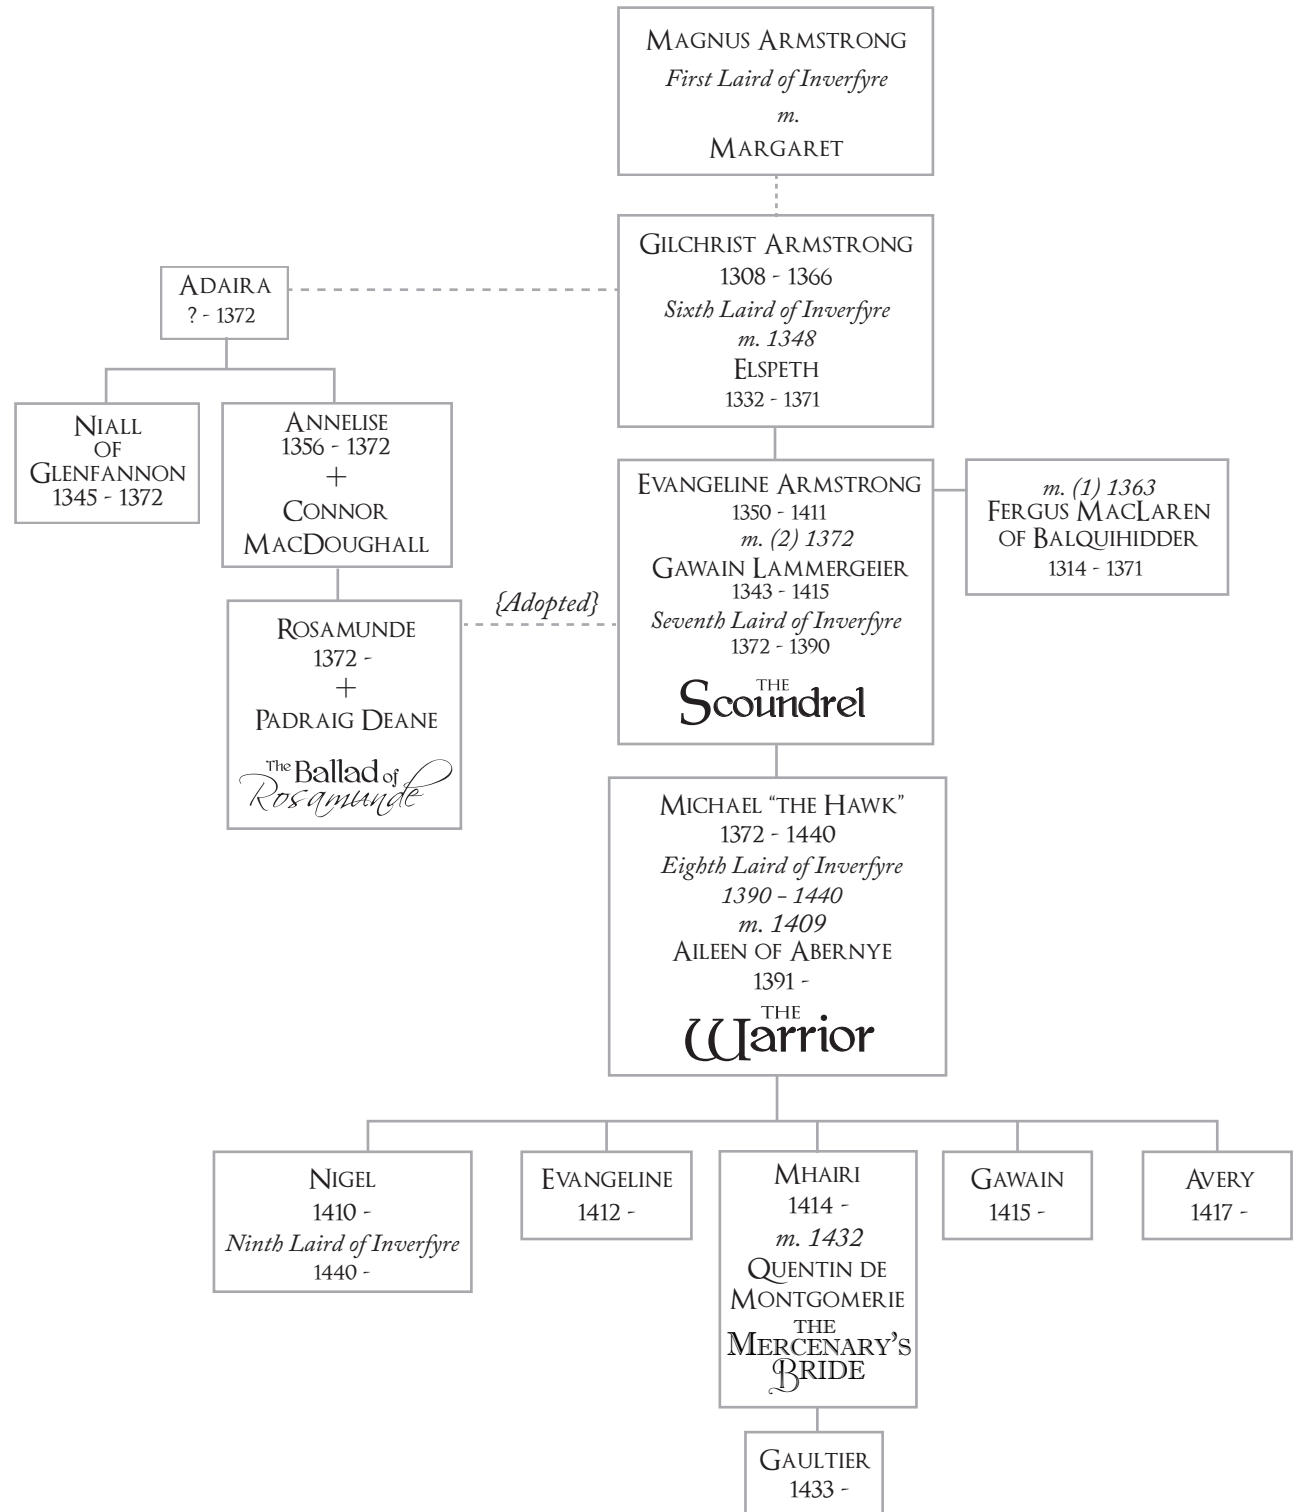 Magnus Armstrong
First Laird of Inverfyre
m.
Margaret
Gilchrist Armstrong
1308 - 1366
Sixth Laird of Inverfyre
m. 1348
Elspeth
1332 - 1371
Adaira
? - 1372
Niall
of
Glenfannon
1345 - 1372
Annelise
1356 - 1372
+
Connor
MacDoughall
Evangeline Armstrong
1350 - 1411
m. (2) 1372
Gawain Lammergeier
1343 - 1415
Seventh Laird of Inverfyre
1372 - 1390
The
Scoundrel
m. (1) 1363
Fergus MacLaren
of Balquihidder
1314 - 1371
{Adopted}
Rosamunde
1372 -
+
Padraig Deane
The Ballad of
Rosamunde
Michael “the Hawk”
1372 - 1440
Eighth Laird of Inverfyre
1390 - 1440
m. 1409
Aileen of Abernye
1391 -
The
Warrior
Nigel
1410 -
Ninth Laird of Inverfyre
1440 -
Evangeline
1412 -
Mhairi
1414 -
m. 1432
Quentin de
Montgomerie
The
Mercenary’s
Bride
Gawain
1415 -
Avery
1417 -
Gaultier
1433 -